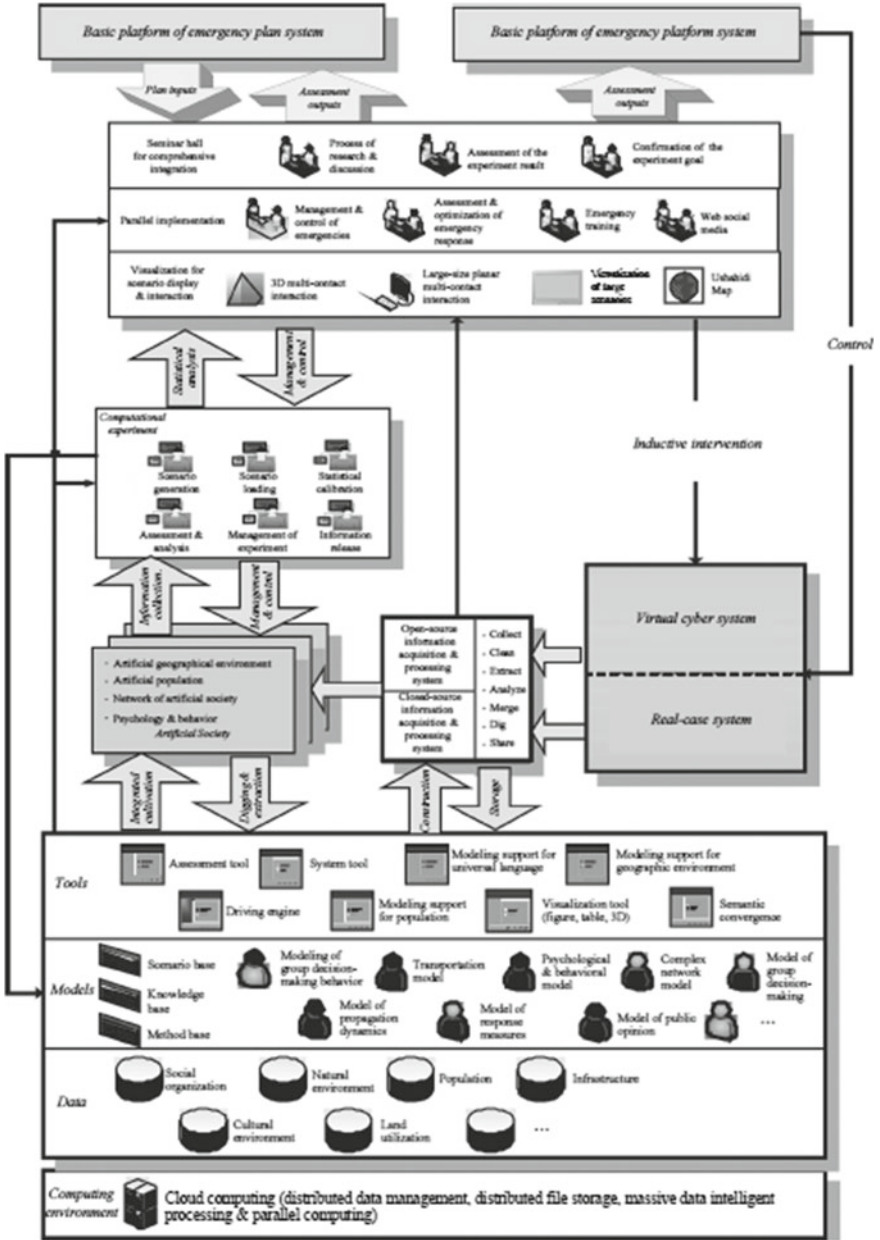 Basic platform of emergency plan system
Basic platform of emergency platform system
Plan inputs
Assessment
outputs
Assessment
outputs
Seminar hall
for comprehensive
integration
Process of
research &
discussion
Assessment of the
experiment result
Confirmation of the
experiment goal
Parallel implementation
Management &
control of
emergencies
Assessment &
optimization of
emergency
response
Emergency
training
Web social
media
Visualization for
scenario display
& interaction
3D multi-contact
interaction
Large-size planar
multi-contact
interaction
of large
Ushahidi
Map
Statistical
analysis
Management
& control
Control
Inductive intervention
Computational
experiment
Scenario
generation
Scenario
loading
Statistical
calibration
Assessment &
analysis
Management of
experiment
Information
release
Information
collection.
Management
& control
- Artificial geographical environment
- Artificial population
- Network of artificial society
- Psychology & behavior
Artificial Society
Open-source
information
acquisition &
processing
system
Closed-source
information
acquisition &
processing
system
- Collect
- Clean
- Extract
- Analyze
- Merge
- Dig
- Share
Virtual cyber system
Real-case system
Integrated
cultivation
Digging &
extraction
Construction
Storage
Tools
Assessment tool
System tool
Modeling support for
universal language
Modeling support for
geographic environment
Driving engine
Modeling support
for population
Visualization tool
(figure, table, 3D)
Semantic
convergence
Models
Scenario base
Knowledge
base
Method base
Modeling of
group decision-
making behavior
Transportation
model
Psychological
& behavioral
model
Complex
network
model
Model of
group
decision-
making
Model of
propagation
dynamics
Model of
response
measures
Model of public
opinion
...
Data
Social
organization
Natural
environment
Population
Infrastructure
Cultural
environment
Land
utilization
...
Computing
environment
Cloud computing (distributed data management, distributed file storage, massive data intelligent
processing & parallel computing)